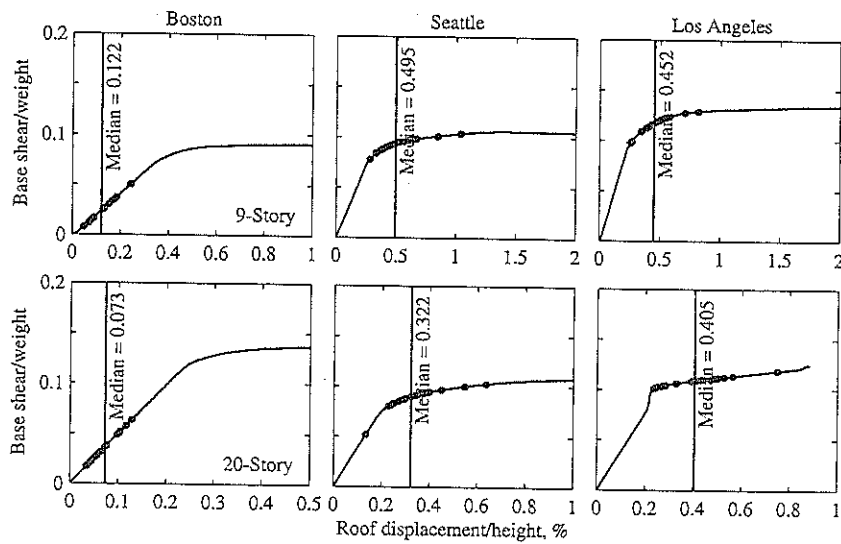 Boston
Seattle
Los Angeles
Base shear/weight
0.2
0.1
0
Median = 0.122
9-Story
0 0.2 0.4 0.6 0.8 1
Median = 0.495
0 0.5 1 1.5 2
Median = 0.452
0 0.5 1 1.5 2
Base shear/weight
0.2
0.1
0
Median = 0.073
20-Story
0 0.1 0.2 0.3 0.4 0.5
Median = 0.322
0 0.2 0.4 0.6 0.8 1
Median = 0.405
0 0.2 0.4 0.6 0.8 1
Roof displacement/height, %